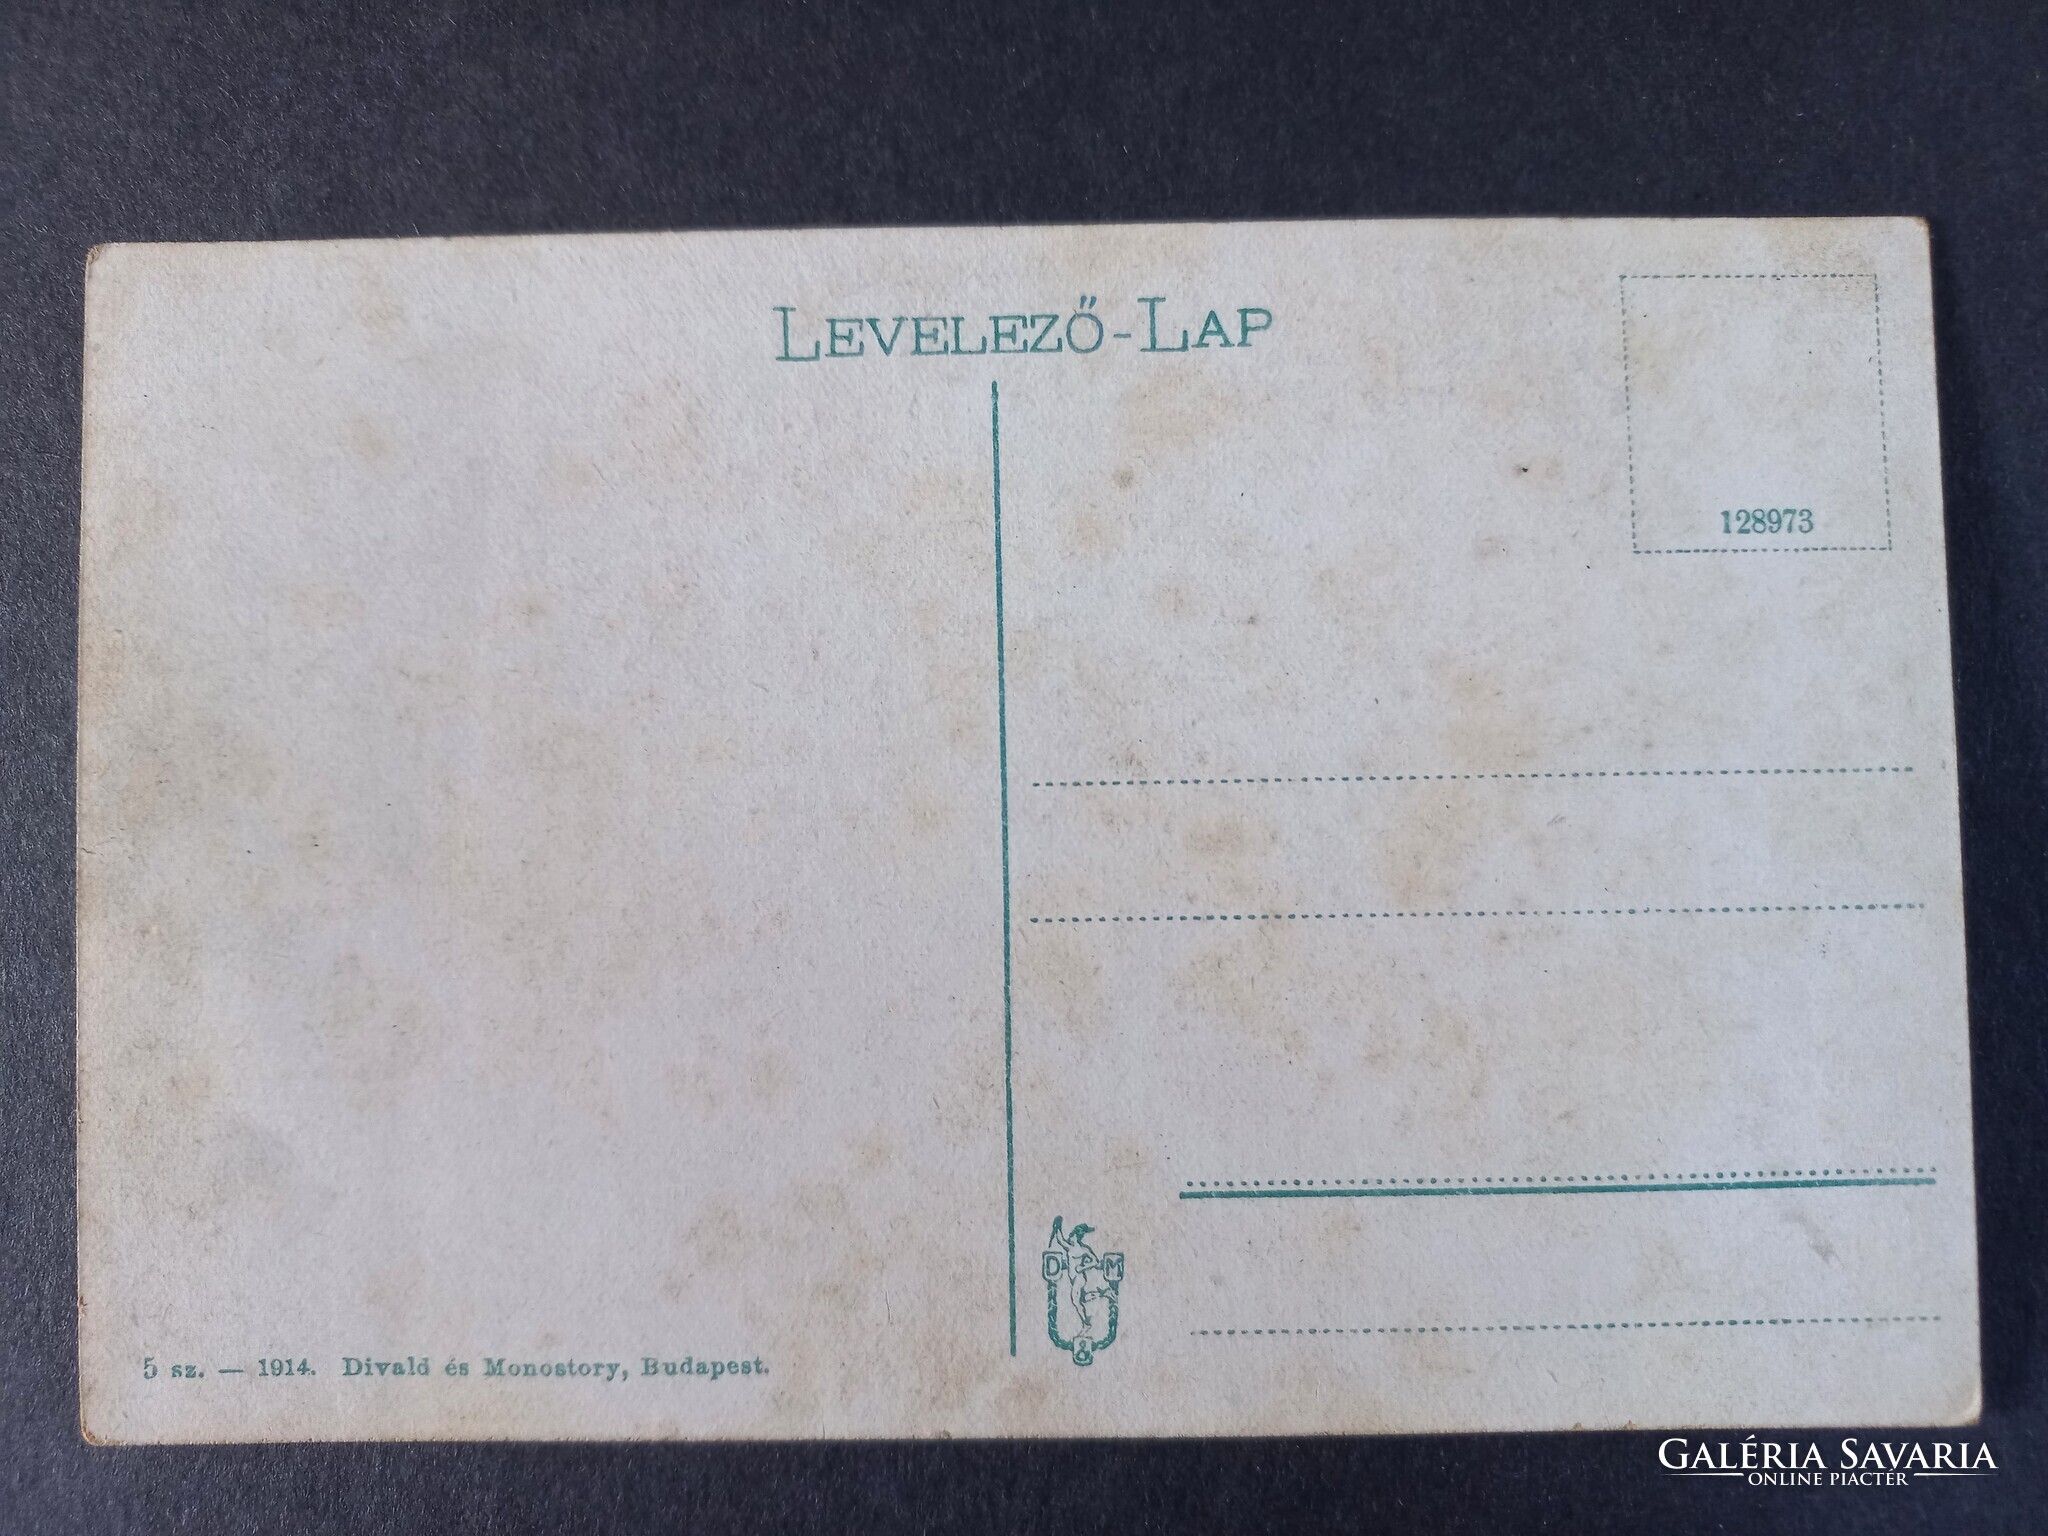 LEVELEZŐ-LAP
128973
D M
&
5 sz. — 1914. Divald és Monostory, Budapest.
GALÉRIA SAVARIA
ONLINE PIACTÉR